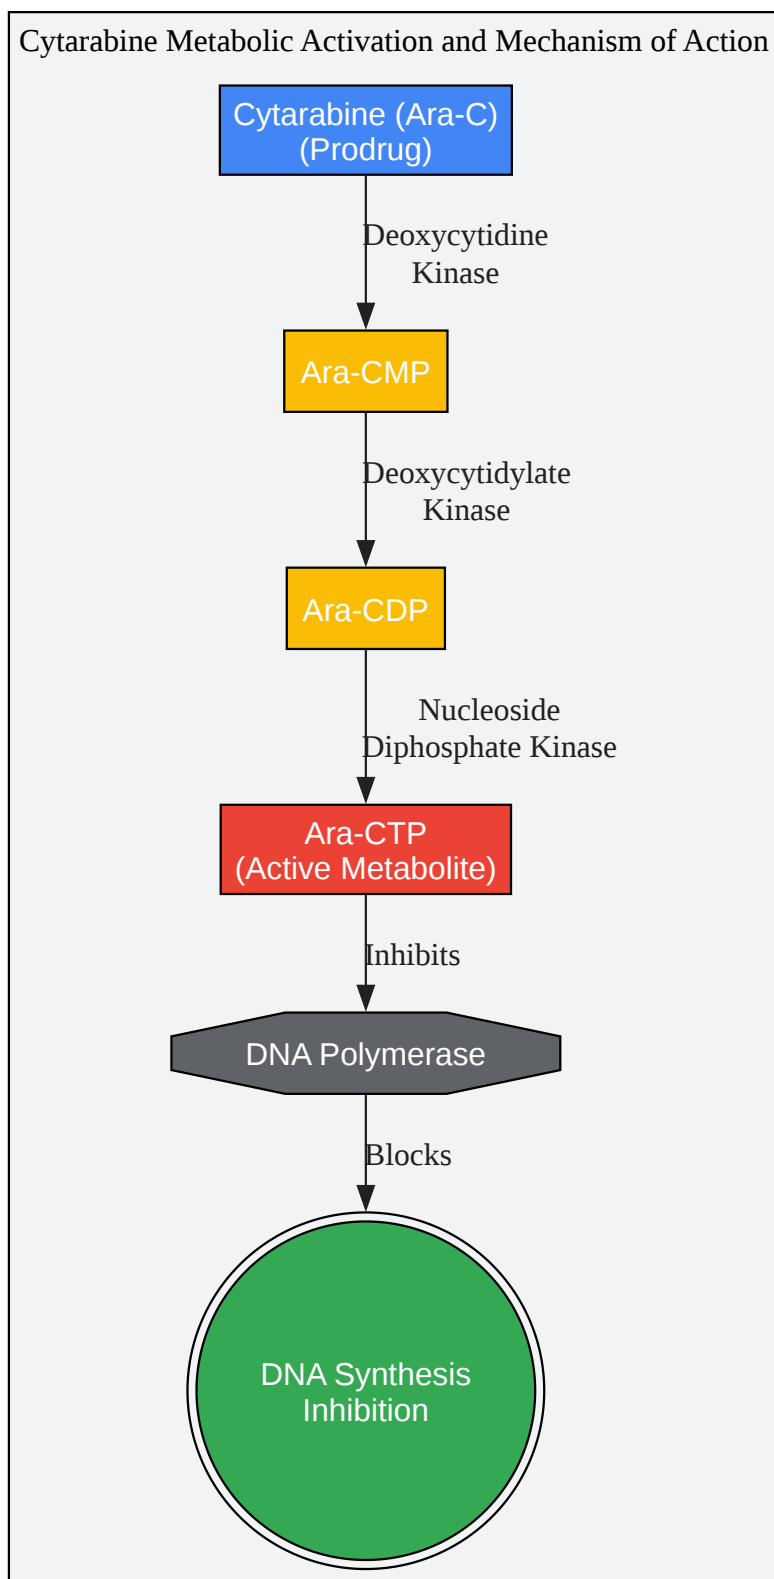 Cytarabine Metabolic Activation and Mechanism of Action
Cytarabine (Ara-C)
(Prodrug)
Deoxycytidine
Kinase
Ara-CMP
Deoxycytidylate
Kinase
Ara-CDP
Nucleoside
Diphosphate Kinase
Ara-CTP
(Active Metabolite)
Inhibits
DNA Polymerase
Blocks
DNA Synthesis
Inhibition